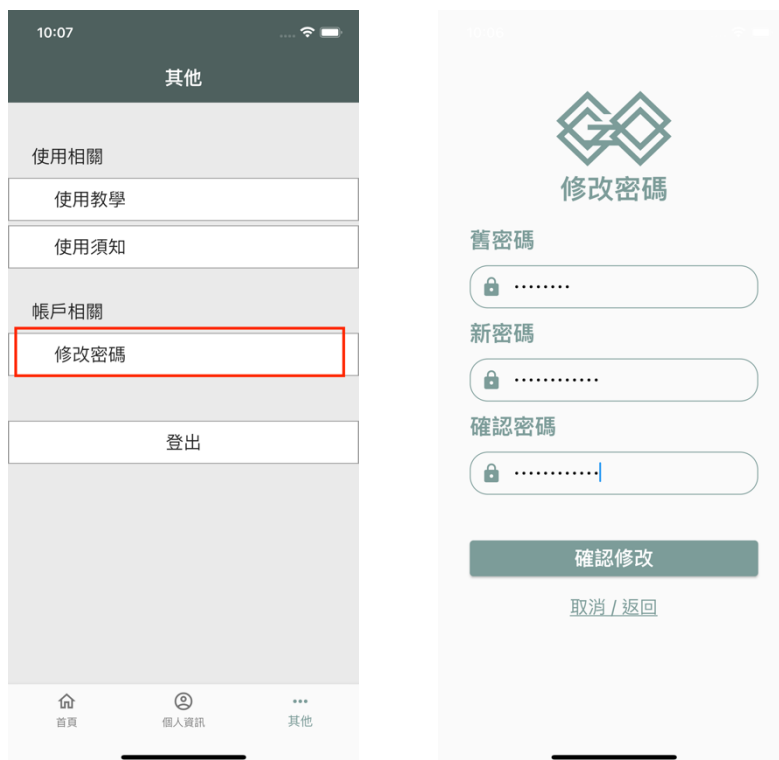 10:07
其他
使用相關
使用教學
使用須知
帳戶相關
修改密碼
登出
首頁
個人資訊
其他
GO
修改密碼
舊密碼
新密碼
確認密碼
確認修改
取消 / 返回